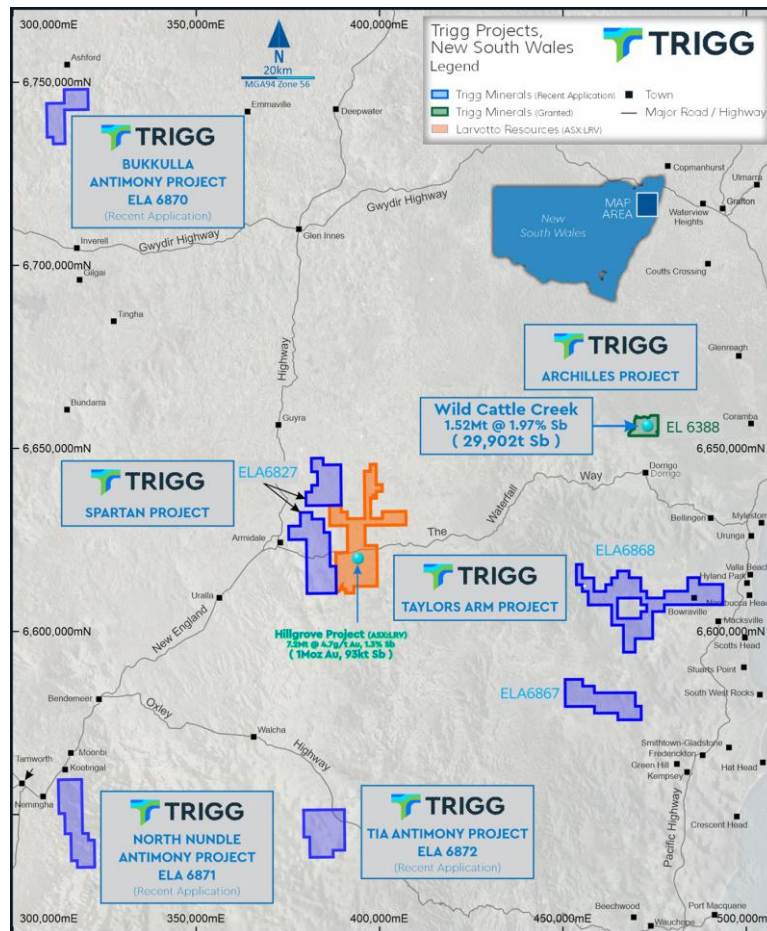 300,000mE
350,000mE
400,000mE
N
20km
MGA94 Zone 56
Trigg Projects,
New South Wales
TRIGG
Legend
Trigg Minerals (Recent Application)
Town
Trigg Minerals (Granted)
Major Road / Highway
Larvotto Resources (ASX:LRV)
Ashford
6,750,000mN
Emmaville
Deepwater
TRIGG
BUKKULLA
ANTIMONY PROJECT
ELA 6870
(Recent Application)
Copmanhurst
Ulmarra
Grafton
Waterview
Heights
MAP
AREA
New
South Wales
Gwydir Highway
Glen Innes
Inverell
Gwydir Highway
Coutts Crossing
6,700,000mN
Gilgai
Tingha
Highway
TRIGG
ARCHILLES PROJECT
Glenreagh
Bundarra
Guyra
Wild Cattle Creek
1.52Mt @ 1.97% Sb
( 29,902t Sb )
EL 6388
Coramba
6,650,000mN
6,650,000mN
ELA6827
TRIGG
SPARTAN PROJECT
Dorrigo
Dorrigo
Way
Waterfall
The
Bellingen
Mylestom
Urunga
Armidale
ELA6868
Valla Beach
Hyland Park
Nambucca Heads
TRIGG
TAYLORS ARM PROJECT
Uralla
Bowraville
Macksville
New England
6,600,000mN
6,600,000mN
Hillgrove Project (ASX:LRV)
7.2Mt @ 4.7g/t Au, 1.3% Sb
( 1Moz Au, 93kt Sb )
Scotts Head
Stuarts Point
ELA6867
Bendemeer
South West Rocks
Oxley
Walcha
Highway
Smithtown-Gladstone
Frederickton
Green Hill
Kempsey
Hat Head
Moonbi
Tamworth
Kootingal
Nemingha
TRIGG
NORTH NUNDLE
ANTIMONY PROJECT
ELA 6871
(Recent Application)
TRIGG
TIA ANTIMONY PROJECT
ELA 6872
(Recent Application)
Crescent Head
Pacific Highway
300,000mE
350,000mE
400,000mE
450,000mE
500,000mE
Beechwood
Port Macquarie
Wauchope